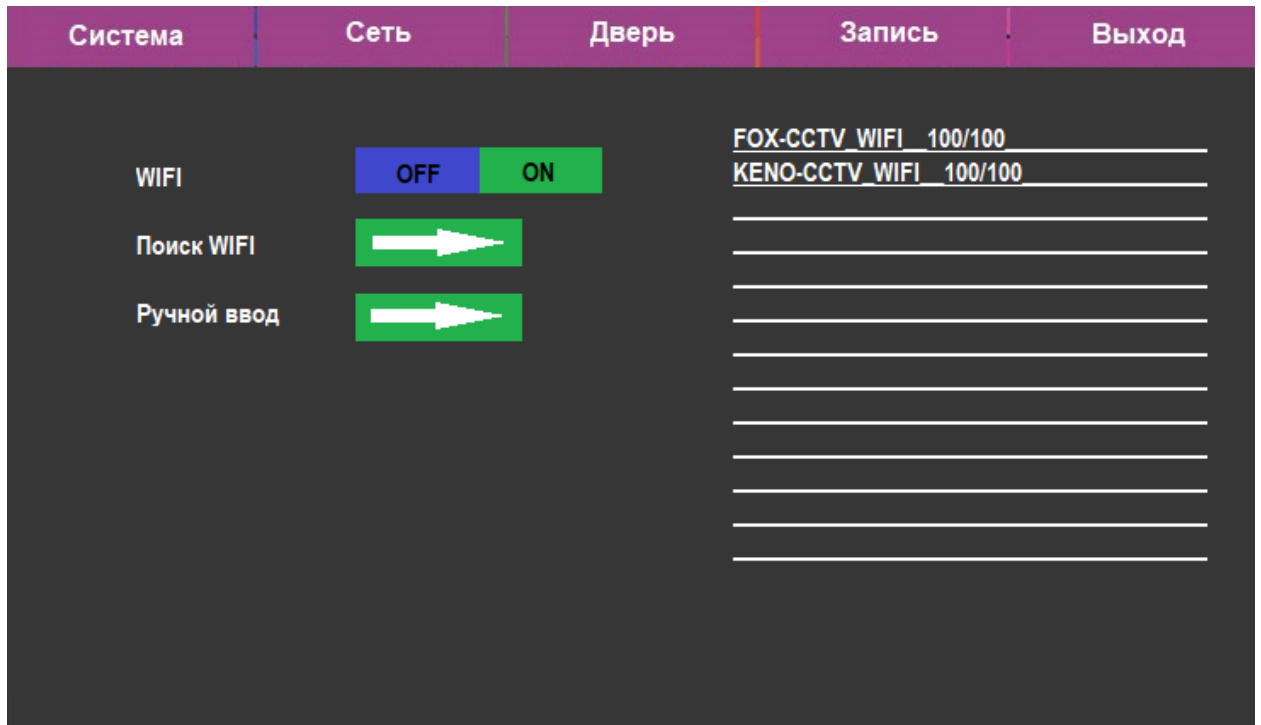 Система Сеть Дверь Запись Выход
WIFI OFF ON
Поиск WIFI
Ручной ввод
FOX-CCTV_WIFI__100/100
KENO-CCTV_WIFI__100/100